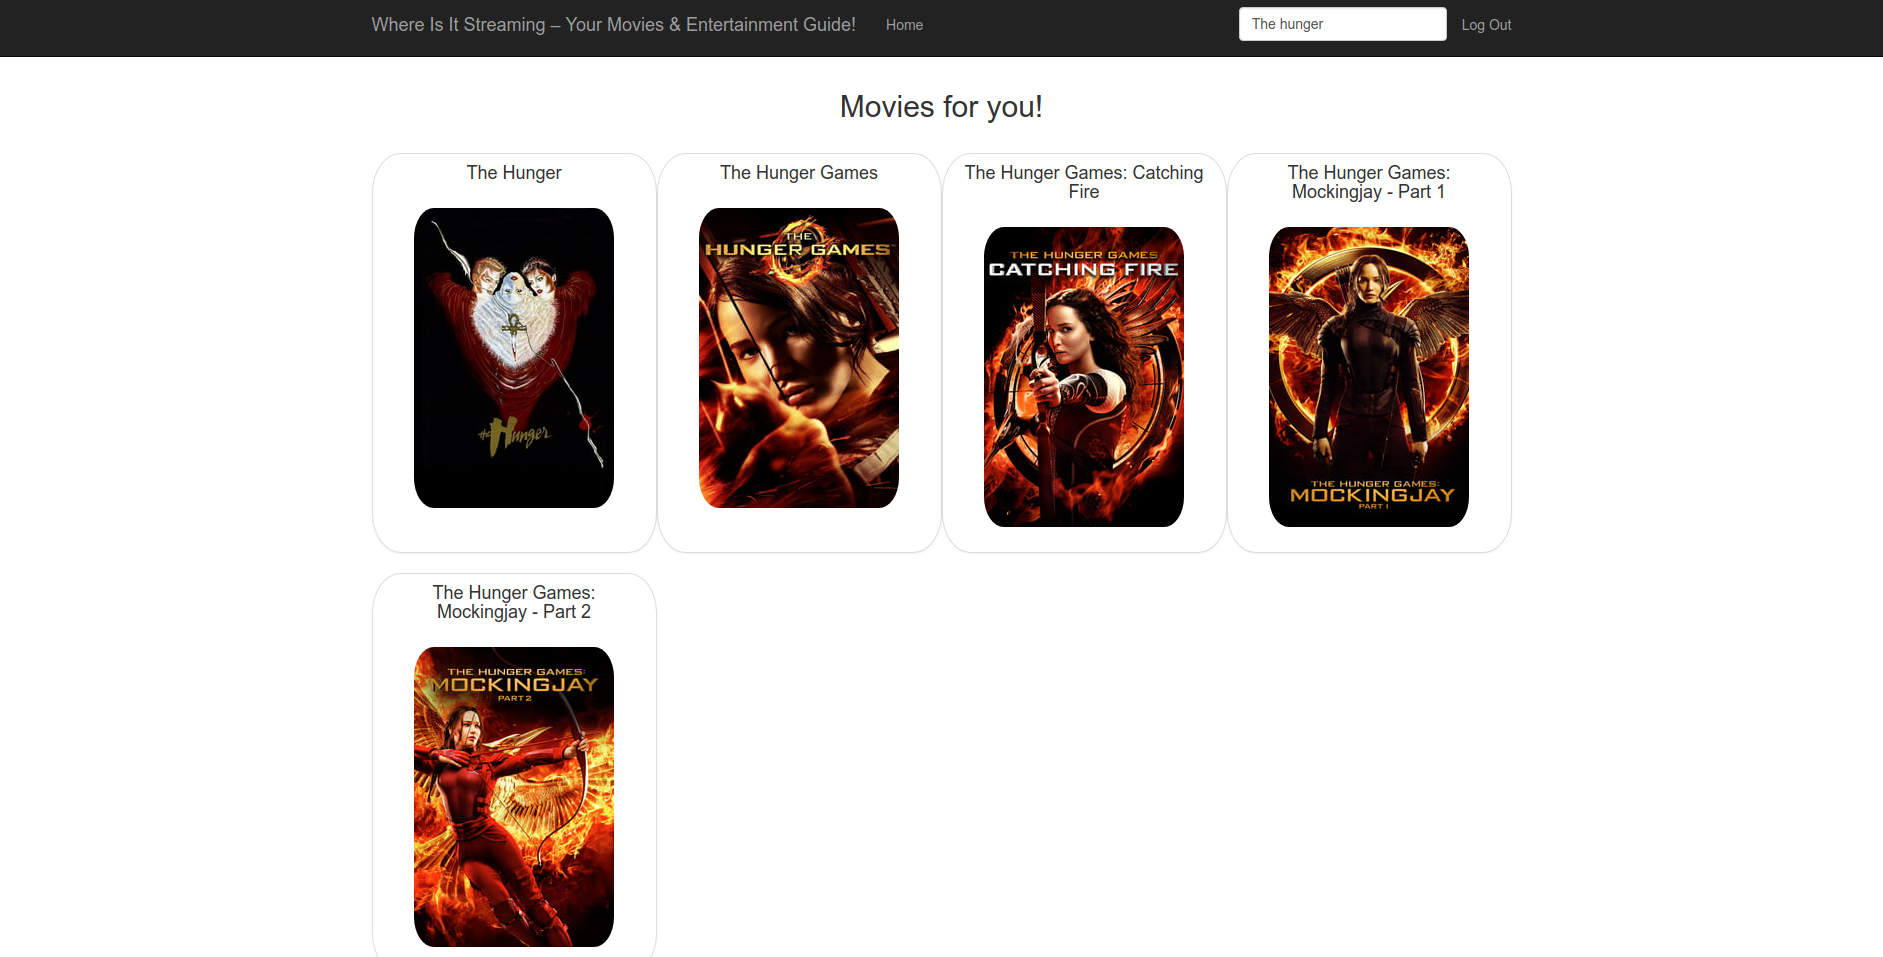 Where Is It Streaming – Your Movies & Entertainment Guide! Home The hunger Log Out
Movies for you!
The Hunger
The Hunger Games
The Hunger Games: Catching
Fire
The Hunger Games:
Mockingjay - Part 1
the Hunger
THE
HUNGER GAMES
THE HUNGER GAMES
CATCHING FIRE
THE HUNGER GAMES:
MOCKINGJAY
PART 1
The Hunger Games:
Mockingjay - Part 2
THE HUNGER GAMES:
MOCKINGJAY
PART 2